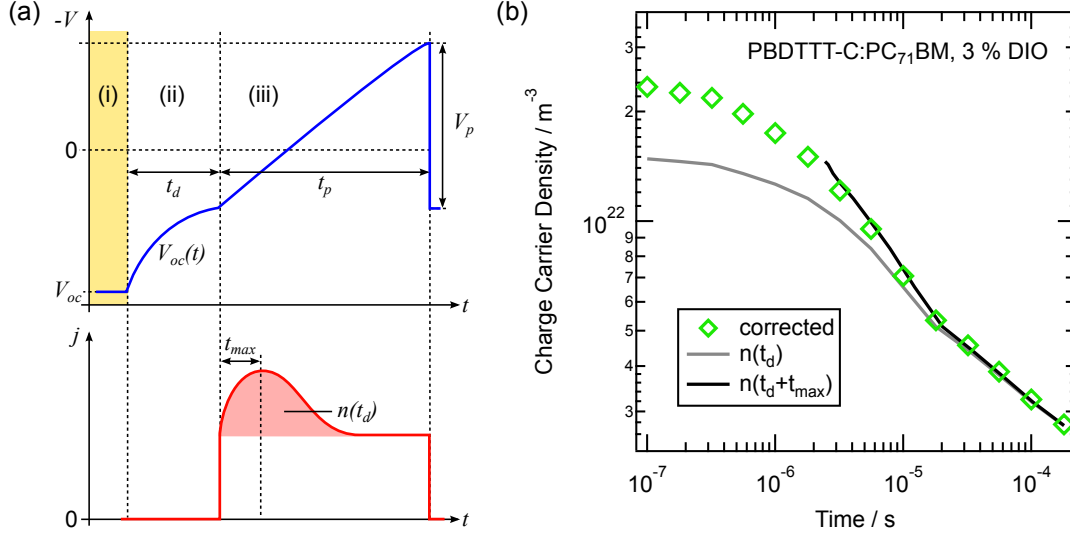 (a)
-V
(i)
(ii)
(iii)
V_p
0
t_d
t_p
V_oc(t)
V_oc
t
j
t_max
n(t_d)
0
t
(b)
PBDTTT-C:PC₇₁BM, 3 % DIO
Charge Carrier Density / m⁻³
3
2
10²²
9
8
7
6
5
4
3
corrected
n(t_d)
n(t_d+t_max)
10⁻⁷
10⁻⁶
10⁻⁵
10⁻⁴
Time / s